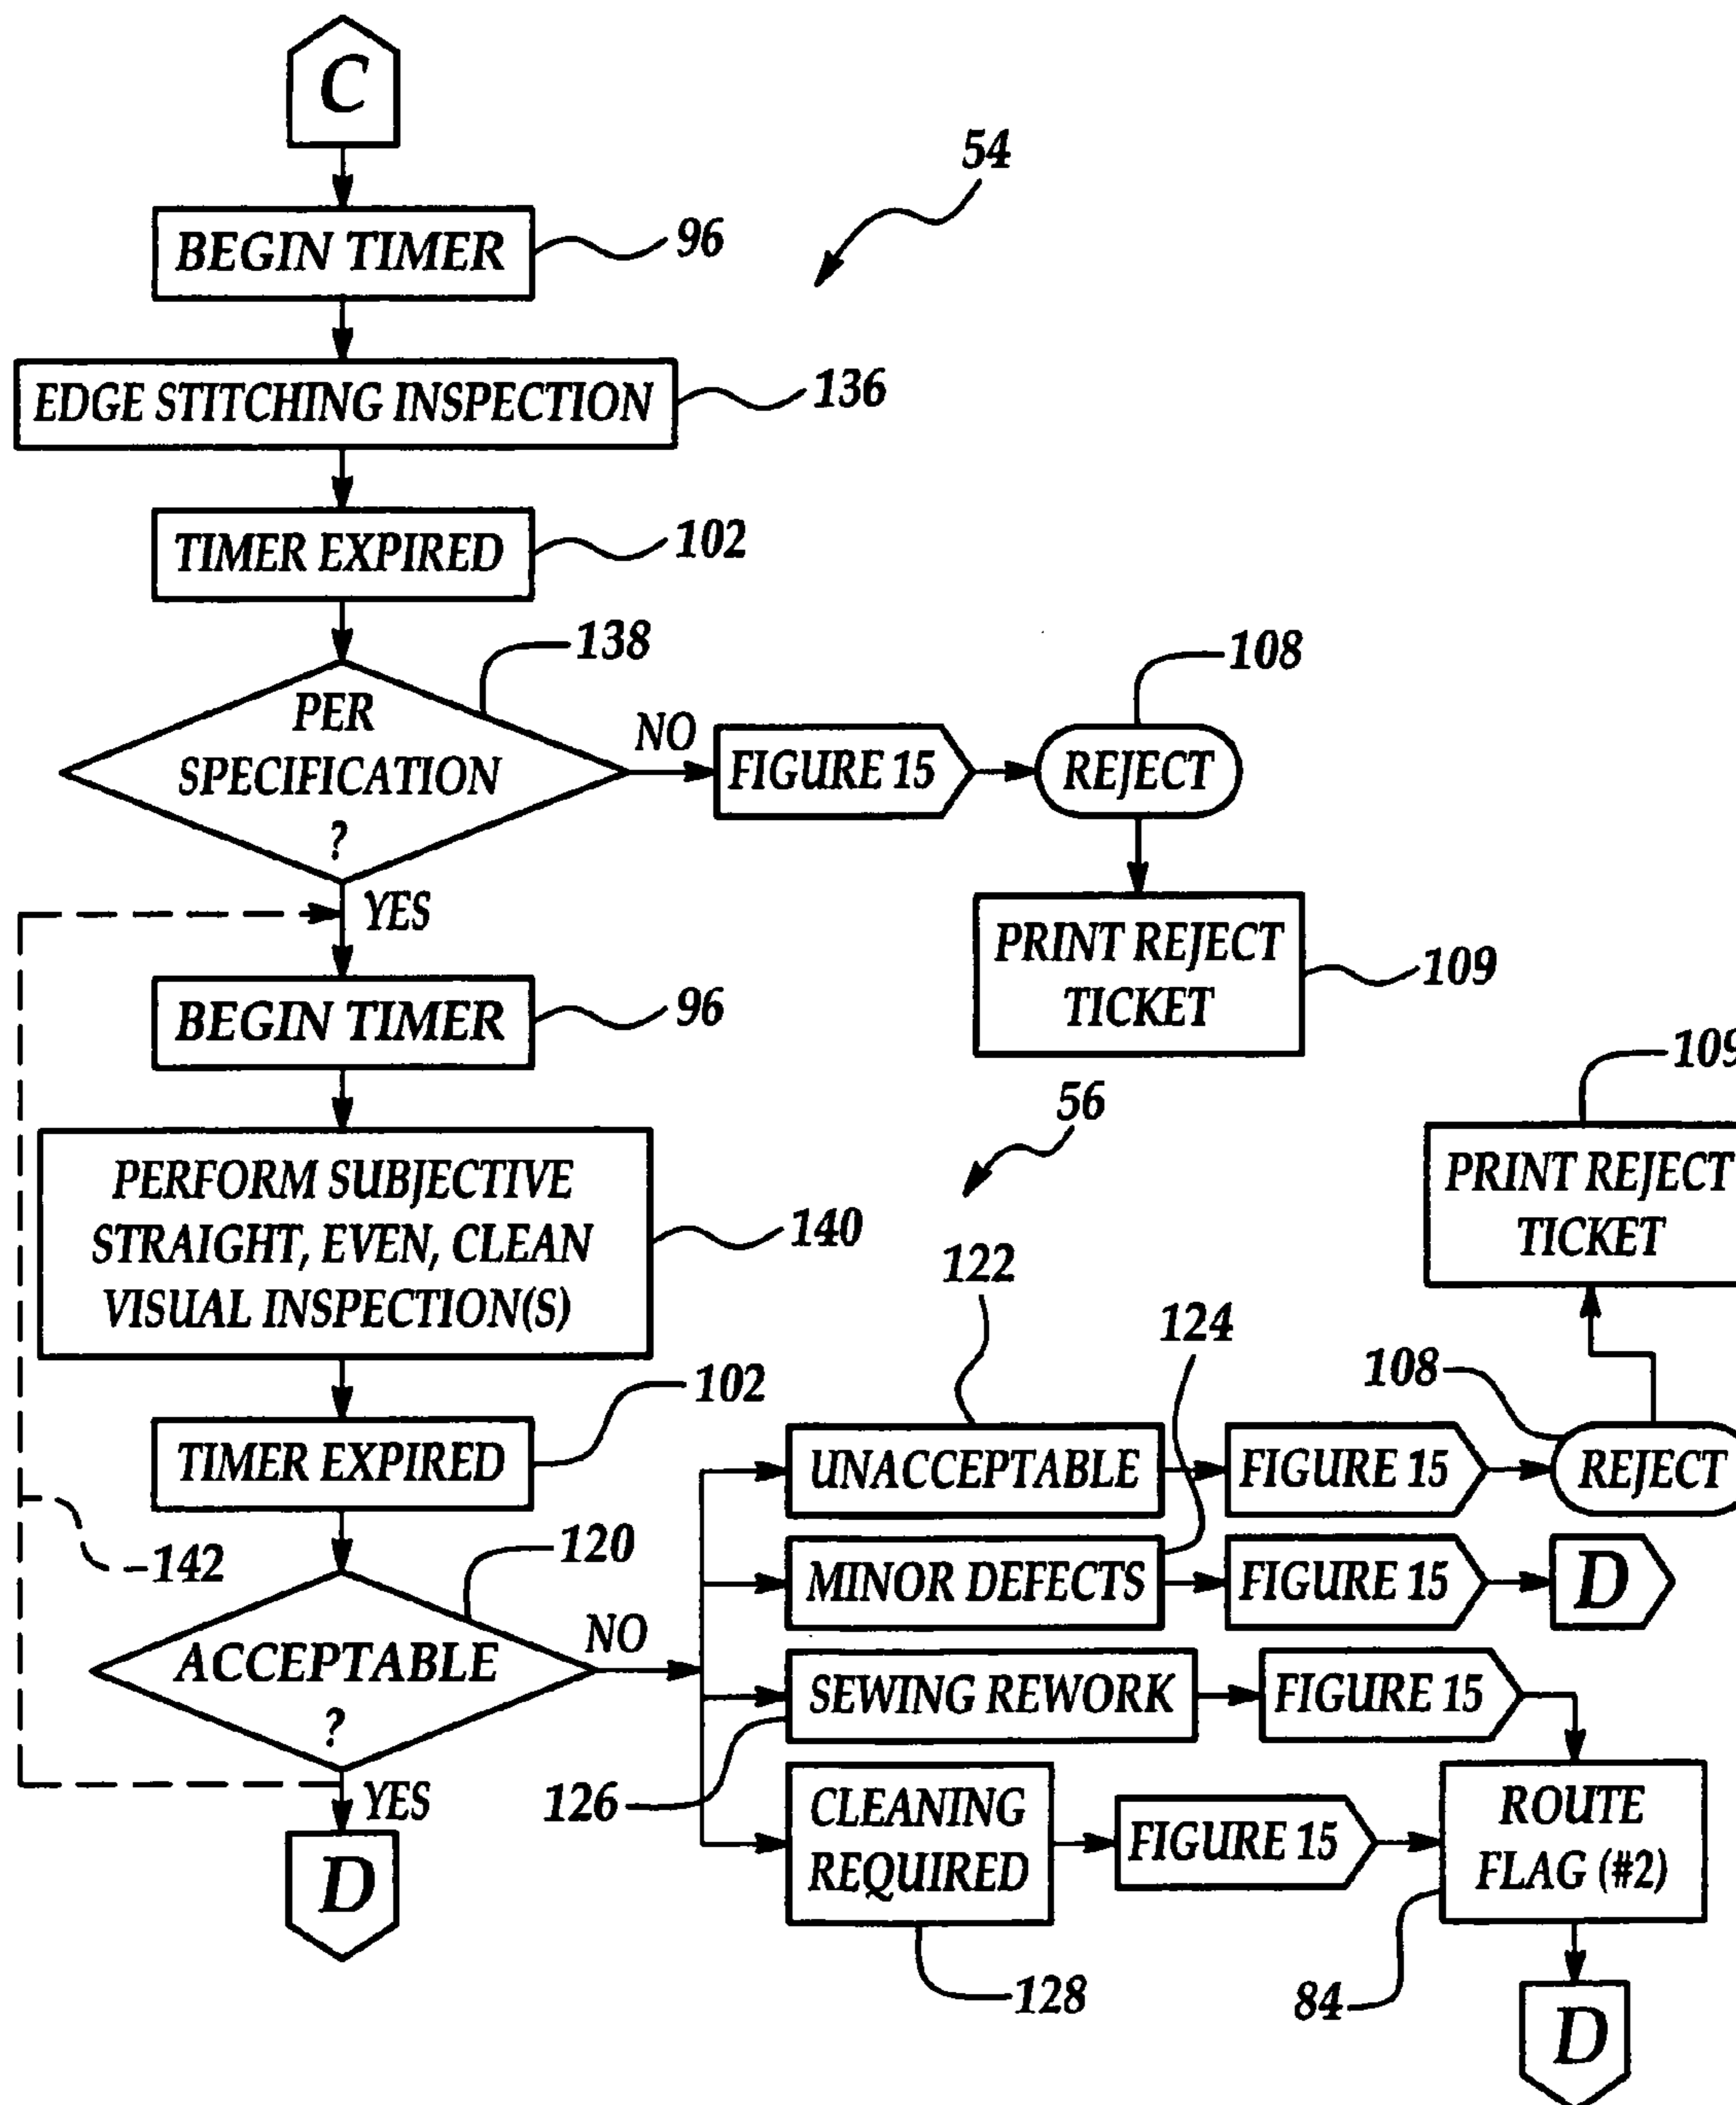 C
54
BEGIN TIMER
96
EDGE STITCHING INSPECTION
136
TIMER EXPIRED
102
138
PER
SPECIFICATION
?
NO
FIGURE 15
108
REJECT
PRINT REJECT
TICKET
109
YES
BEGIN TIMER
96
56
109
PRINT REJECT
TICKET
PERFORM SUBJECTIVE
STRAIGHT, EVEN, CLEAN
VISUAL INSPECTION(S)
140
122
124
TIMER EXPIRED
102
108
UNACCEPTABLE
FIGURE 15
REJECT
142
120
MINOR DEFECTS
FIGURE 15
D
ACCEPTABLE
?
NO
SEWING REWORK
FIGURE 15
126
YES
CLEANING
REQUIRED
FIGURE 15
ROUTE
FLAG (#2)
D
128
84
D